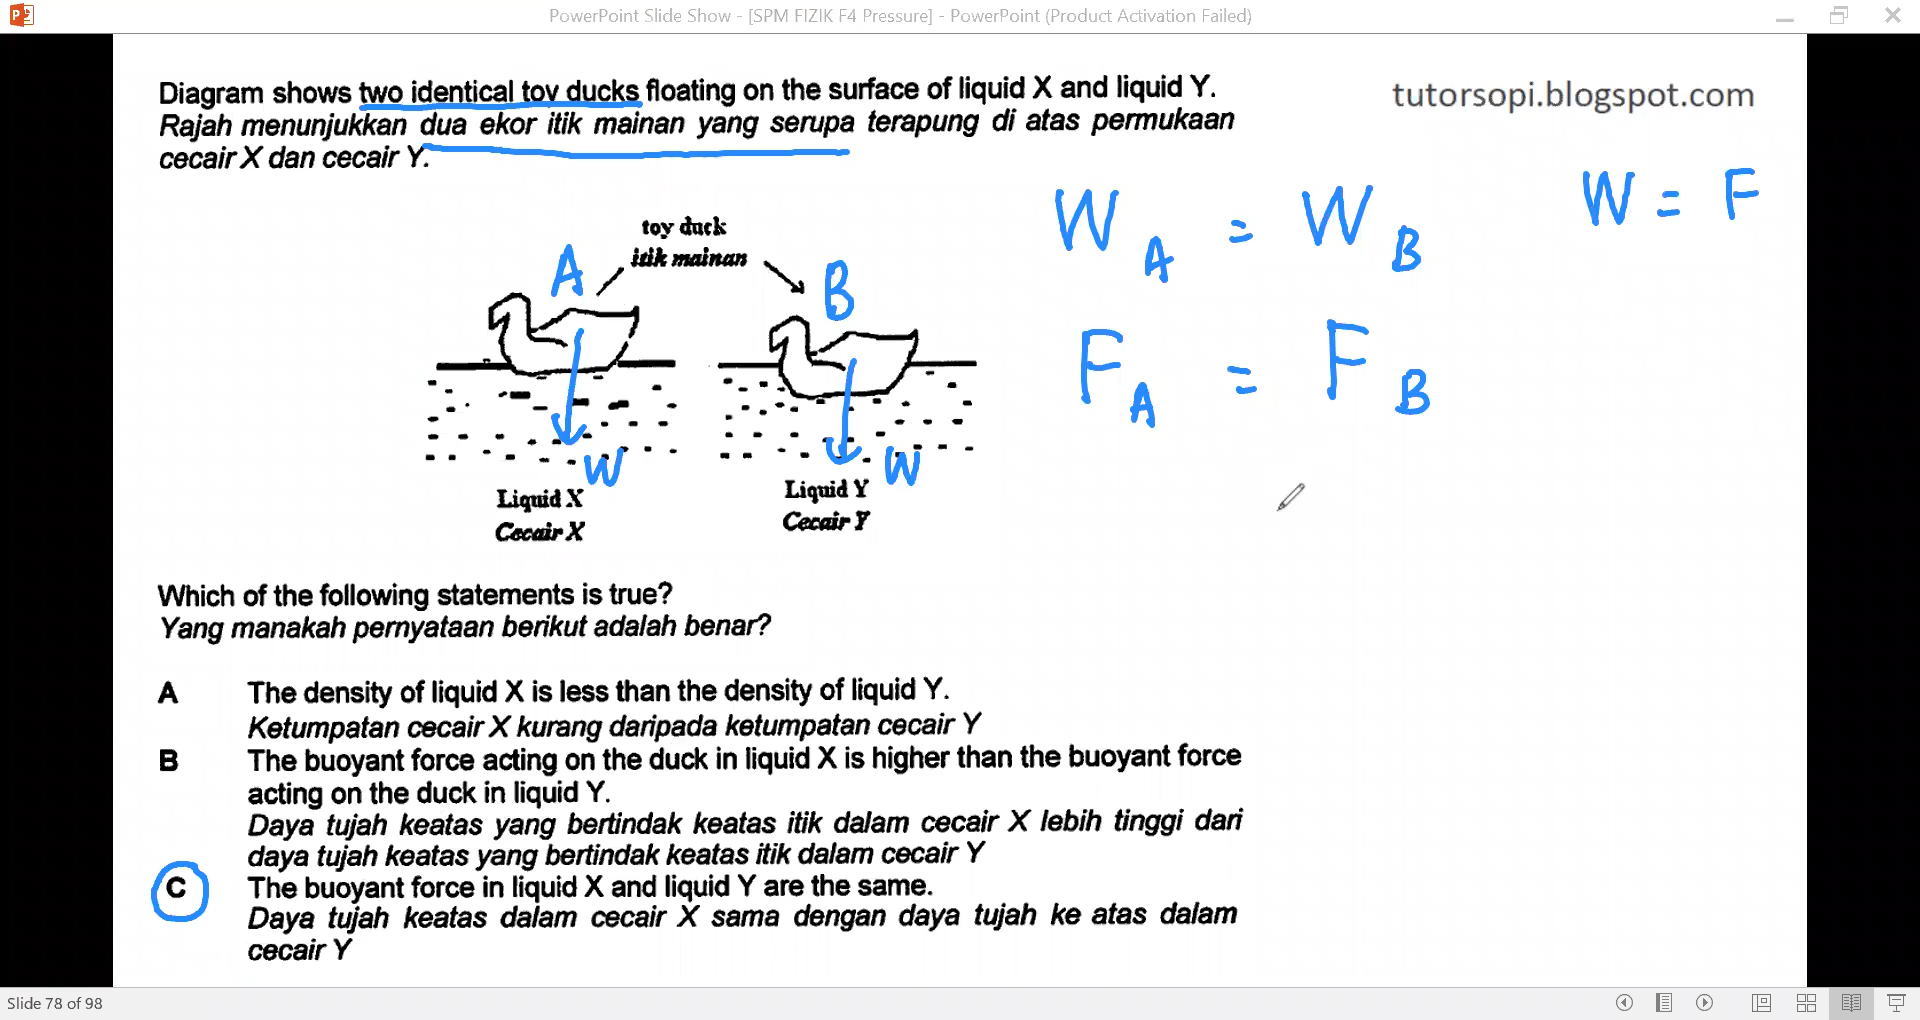 PowerPoint Slide Show - [SPM FIZIK F4 Pressure] - PowerPoint (Product Activation Failed)
Diagram shows two identical toy ducks floating on the surface of liquid X and liquid Y.
Rajah menunjukkan dua ekor itik mainan yang serupa terapung di atas permukaan
cecair X dan cecair Y.
tutorsopi.blogspot.com
W = F
W A = W B
F A = F B
toy duck
itik mainan
A
B
W
W
Liquid X
Cecair X
Liquid Y
Cecair Y
Which of the following statements is true?
Yang manakah pernyataan berikut adalah benar?
A The density of liquid X is less than the density of liquid Y.
Ketumpatan cecair X kurang daripada ketumpatan cecair Y
B The buoyant force acting on the duck in liquid X is higher than the buoyant force
acting on the duck in liquid Y.
Daya tujah keatas yang bertindak keatas itik dalam cecair X lebih tinggi dari
daya tujah keatas yang bertindak keatas itik dalam cecair Y
C The buoyant force in liquid X and liquid Y are the same.
Daya tujah keatas dalam cecair X sama dengan daya tujah ke atas dalam
cecair Y
Slide 78 of 98